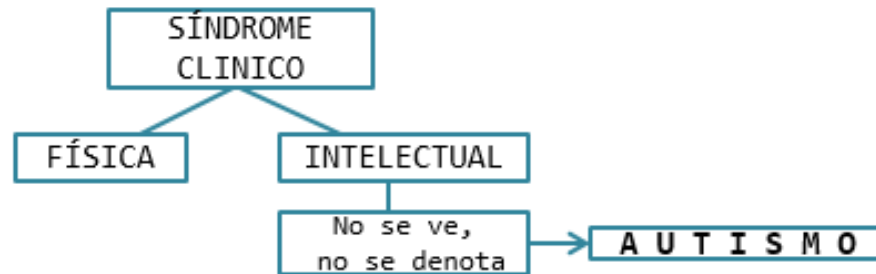 SÍNDROME
CLINICO
FÍSICA
INTELECTUAL
No se ve,
no se denota
A U T I S M O